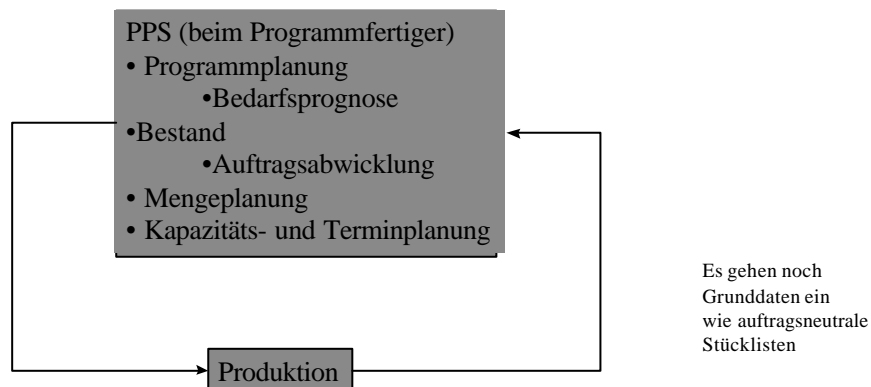 PPS (beim Programmfertiger)
• Programmplanung
•Bedarfsprognose
•Bestand
•Auftragsabwicklung
• Mengeplanung
• Kapazitäts- und Terminplanung
Es gehen noch
Grunddaten ein
wie auftragsneutrale
Stücklisten
Produktion